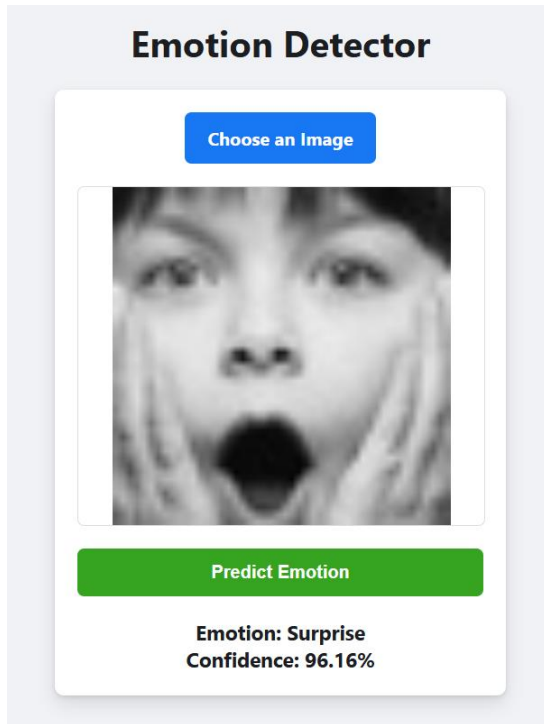 Emotion Detector
Choose an Image
Predict Emotion
Emotion: Surprise
Confidence: 96.16%